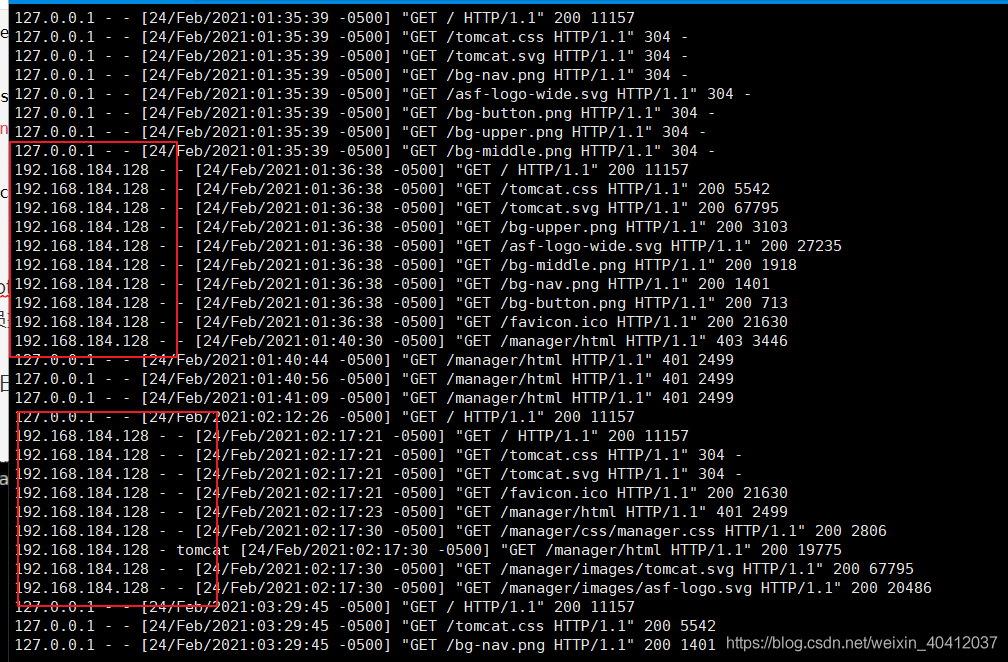 127.0.0.1 - - [24/Feb/2021:01:35:39 -0500] "GET / HTTP/1.1" 200 11157
127.0.0.1 - - [24/Feb/2021:01:35:39 -0500] "GET /tomcat.css HTTP/1.1" 304 -
127.0.0.1 - - [24/Feb/2021:01:35:39 -0500] "GET /tomcat.svg HTTP/1.1" 304 -
127.0.0.1 - - [24/Feb/2021:01:35:39 -0500] "GET /bg-nav.png HTTP/1.1" 304 -
127.0.0.1 - - [24/Feb/2021:01:35:39 -0500] "GET /asf-logo-wide.svg HTTP/1.1" 304 -
127.0.0.1 - - [24/Feb/2021:01:35:39 -0500] "GET /bg-button.png HTTP/1.1" 304 -
127.0.0.1 - - [24/Feb/2021:01:35:39 -0500] "GET /bg-upper.png HTTP/1.1" 304 -
127.0.0.1 - - [24/Feb/2021:01:35:39 -0500] "GET /bg-middle.png HTTP/1.1" 304 -
192.168.184.128 - - [24/Feb/2021:01:36:38 -0500] "GET / HTTP/1.1" 200 11157
192.168.184.128 - - [24/Feb/2021:01:36:38 -0500] "GET /tomcat.css HTTP/1.1" 200 5542
192.168.184.128 - - [24/Feb/2021:01:36:38 -0500] "GET /tomcat.svg HTTP/1.1" 200 67795
192.168.184.128 - - [24/Feb/2021:01:36:38 -0500] "GET /bg-upper.png HTTP/1.1" 200 3103
192.168.184.128 - - [24/Feb/2021:01:36:38 -0500] "GET /asf-logo-wide.svg HTTP/1.1" 200 27235
192.168.184.128 - - [24/Feb/2021:01:36:38 -0500] "GET /bg-middle.png HTTP/1.1" 200 1918
192.168.184.128 - - [24/Feb/2021:01:36:38 -0500] "GET /bg-nav.png HTTP/1.1" 200 1401
192.168.184.128 - - [24/Feb/2021:01:36:38 -0500] "GET /bg-button.png HTTP/1.1" 200 713
192.168.184.128 - - [24/Feb/2021:01:36:38 -0500] "GET /favicon.ico HTTP/1.1" 200 21630
192.168.184.128 - - [24/Feb/2021:01:40:30 -0500] "GET /manager/html HTTP/1.1" 403 3446
127.0.0.1 - - [24/Feb/2021:01:40:44 -0500] "GET /manager/html HTTP/1.1" 401 2499
127.0.0.1 - - [24/Feb/2021:01:40:56 -0500] "GET /manager/html HTTP/1.1" 401 2499
127.0.0.1 - - [24/Feb/2021:01:41:09 -0500] "GET /manager/html HTTP/1.1" 401 2499
127.0.0.1 - - [24/Feb/2021:02:12:26 -0500] "GET / HTTP/1.1" 200 11157
192.168.184.128 - - [24/Feb/2021:02:17:21 -0500] "GET / HTTP/1.1" 200 11157
192.168.184.128 - - [24/Feb/2021:02:17:21 -0500] "GET /tomcat.css HTTP/1.1" 304 -
192.168.184.128 - - [24/Feb/2021:02:17:21 -0500] "GET /tomcat.svg HTTP/1.1" 304 -
192.168.184.128 - - [24/Feb/2021:02:17:21 -0500] "GET /favicon.ico HTTP/1.1" 200 21630
192.168.184.128 - - [24/Feb/2021:02:17:23 -0500] "GET /manager/html HTTP/1.1" 401 2499
192.168.184.128 - - [24/Feb/2021:02:17:30 -0500] "GET /manager/css/manager.css HTTP/1.1" 200 2806
192.168.184.128 - tomcat [24/Feb/2021:02:17:30 -0500] "GET /manager/html HTTP/1.1" 200 19775
192.168.184.128 - - [24/Feb/2021:02:17:30 -0500] "GET /manager/images/tomcat.svg HTTP/1.1" 200 67795
192.168.184.128 - - [24/Feb/2021:02:17:30 -0500] "GET /manager/images/asf-logo.svg HTTP/1.1" 200 20486
127.0.0.1 - - [24/Feb/2021:03:29:45 -0500] "GET / HTTP/1.1" 200 11157
127.0.0.1 - - [24/Feb/2021:03:29:45 -0500] "GET /tomcat.css HTTP/1.1" 200 5542
127.0.0.1 - - [24/Feb/2021:03:29:45 -0500] "GET /bg-nav.png HTTP/1.1" 200 1401
https://blog.csdn.net/weixin_40412037